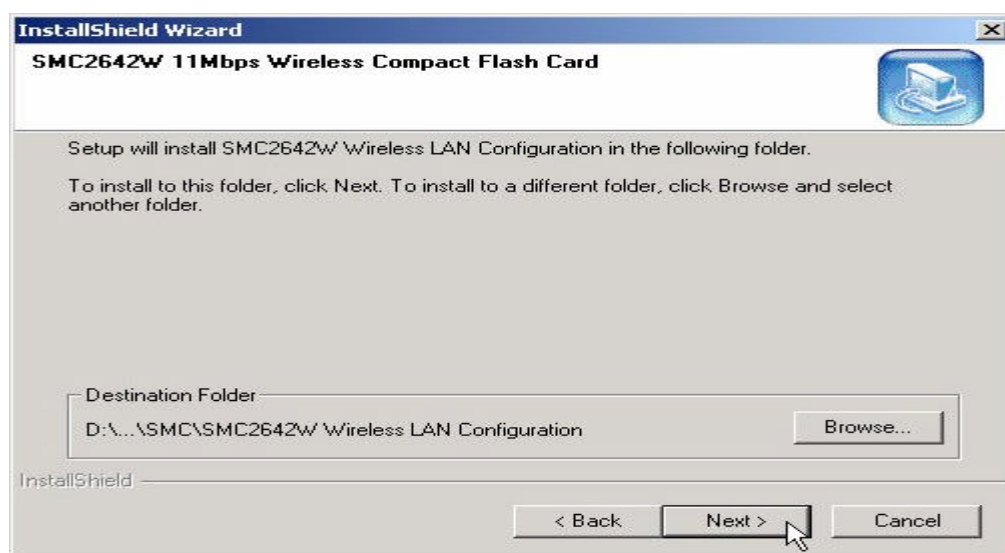 InstallShield Wizard
SMC2642W 11Mbps Wireless Compact Flash Card
Setup will install SMC2642W Wireless LAN Configuration in the following folder.
To install to this folder, click Next. To install to a different folder, click Browse and select
another folder.
Destination Folder
D:\...\SMC\SMC2642W Wireless LAN Configuration
Browse...
InstallShield
< Back
Next >
Cancel